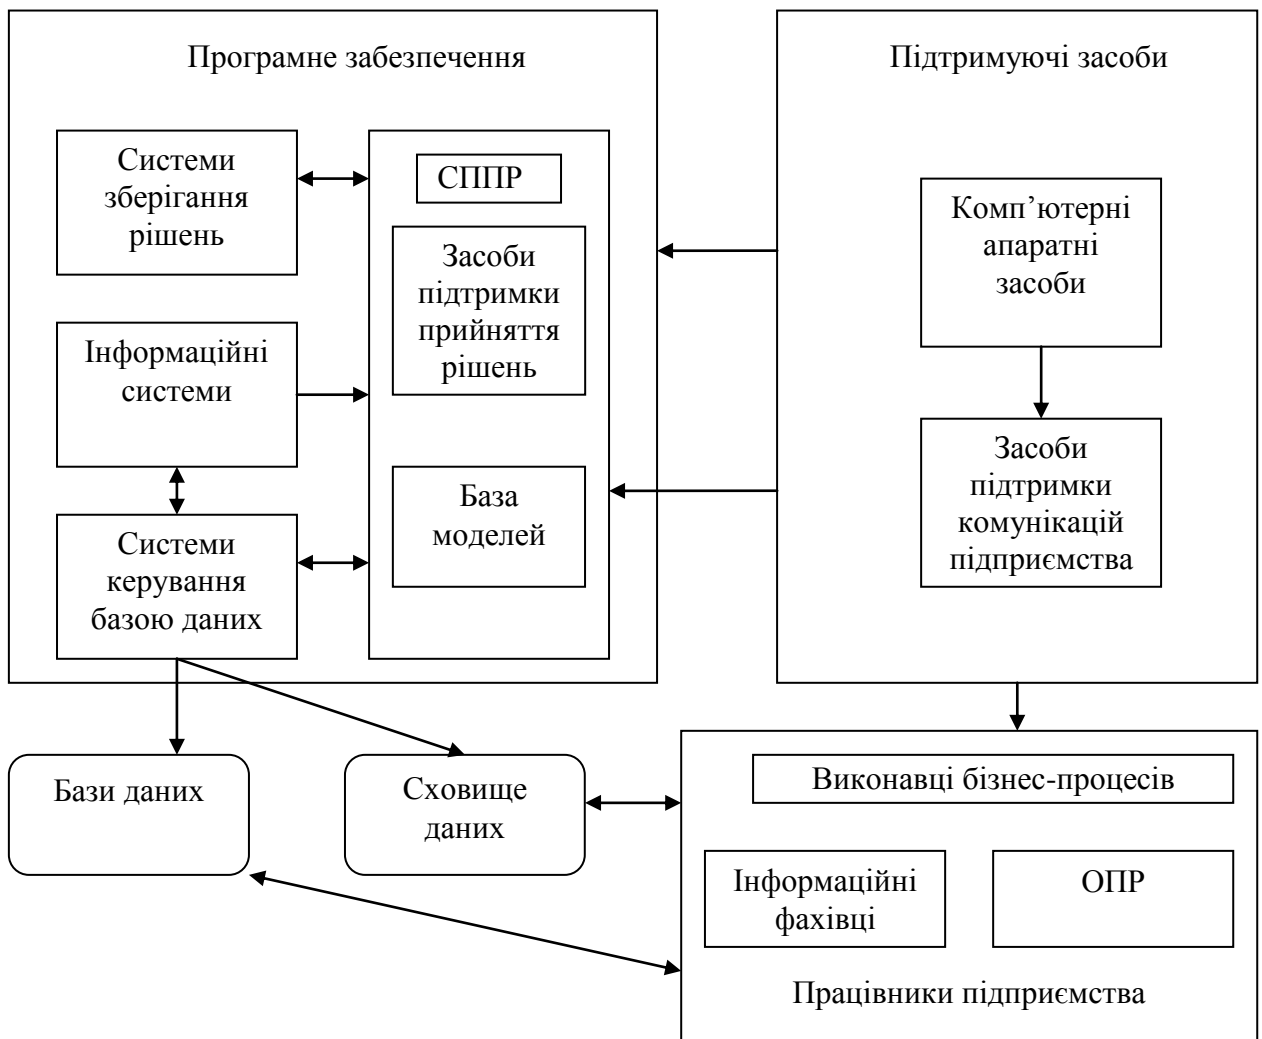 Програмне забезпечення
Системи
зберігання
рішень
Інформаційні
системи
Системи
керування
базою даних
СППР
Засоби
підтримки
прийняття
рішень
База
моделей
Підтримуючі засоби
Комп’ютерні
апаратні
засоби
Засоби
підтримки
комунікацій
підприємства
Бази даних
Сховище
даних
Виконавці бізнес-процесів
Інформаційні
фахівці
ОПР
Працівники підприємства